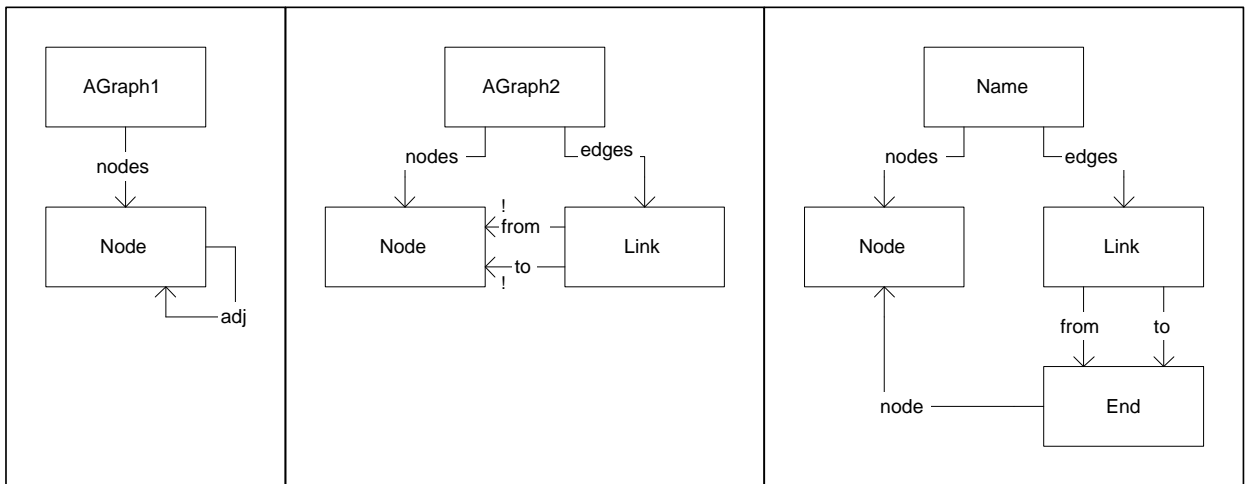 AGraph1
nodes
Node
adj
AGraph2
nodes
edges
!
from
Node
Link
to
!
Name
nodes
edges
Node
Link
from
to
node
End